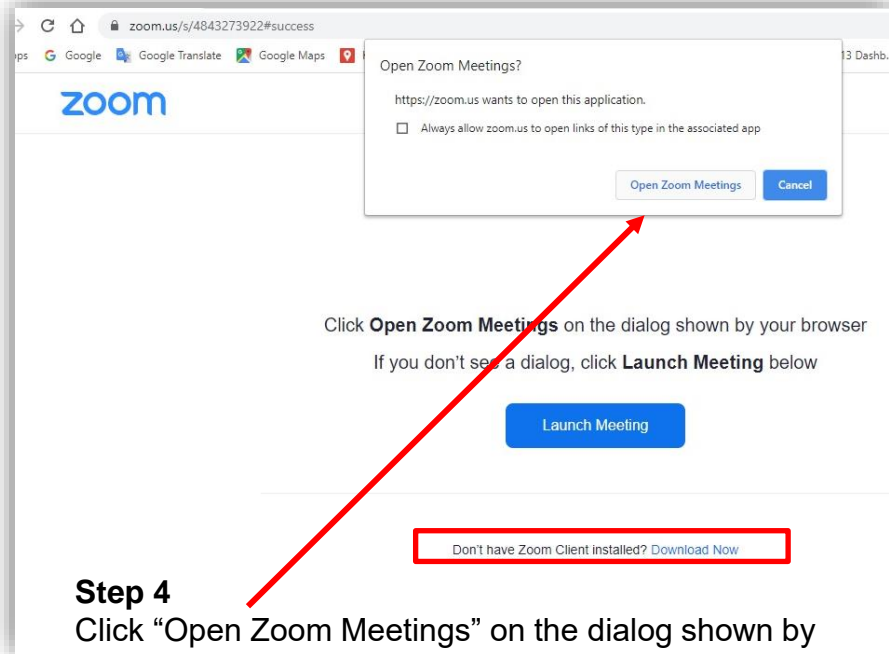 zoom.us/s/4843273922#success
Google Google Translate Google Maps 13 Dashb..
zoom
Open Zoom Meetings?
https://zoom.us wants to open this application.
Always allow zoom.us to open links of this type in the associated app
Open Zoom Meetings Cancel
Click Open Zoom Meetings on the dialog shown by your browser
If you don't see a dialog, click Launch Meeting below
Launch Meeting
Don't have Zoom Client installed? Download Now
Step 4
Click “Open Zoom Meetings” on the dialog shown by